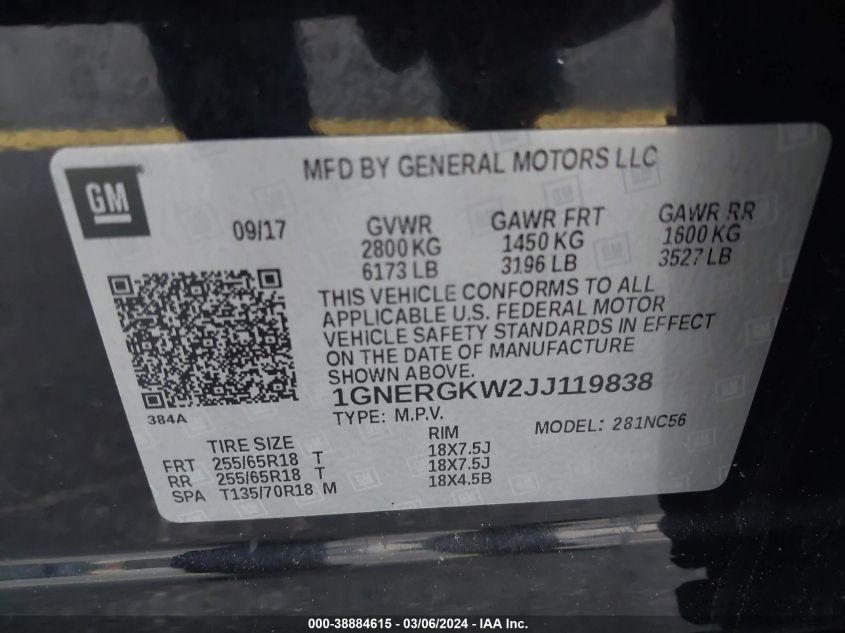 MFD BY GENERAL MOTORS LLC
GM
09/17
GVWR GAWR FRT GAWR RR
2800 KG 1450 KG 1600 KG
6173 LB 3196 LB 3527 LB
THIS VEHICLE CONFORMS TO ALL
APPLICABLE U.S. FEDERAL MOTOR
VEHICLE SAFETY STANDARDS IN EFFECT
ON THE DATE OF MANUFACTURE
SHOWN ABOVE.
1GNERGKW2JJ119838
384A
TYPE: M.P.V. MODEL: 281NC56
TIRE SIZE RIM
FRT 255/65R18 T 18X7.5J
RR 255/65R18 T 18X7.5J
SPA T135/70R18 M 18X4.5B
000-38884615 - 03/06/2024 - IAA Inc.